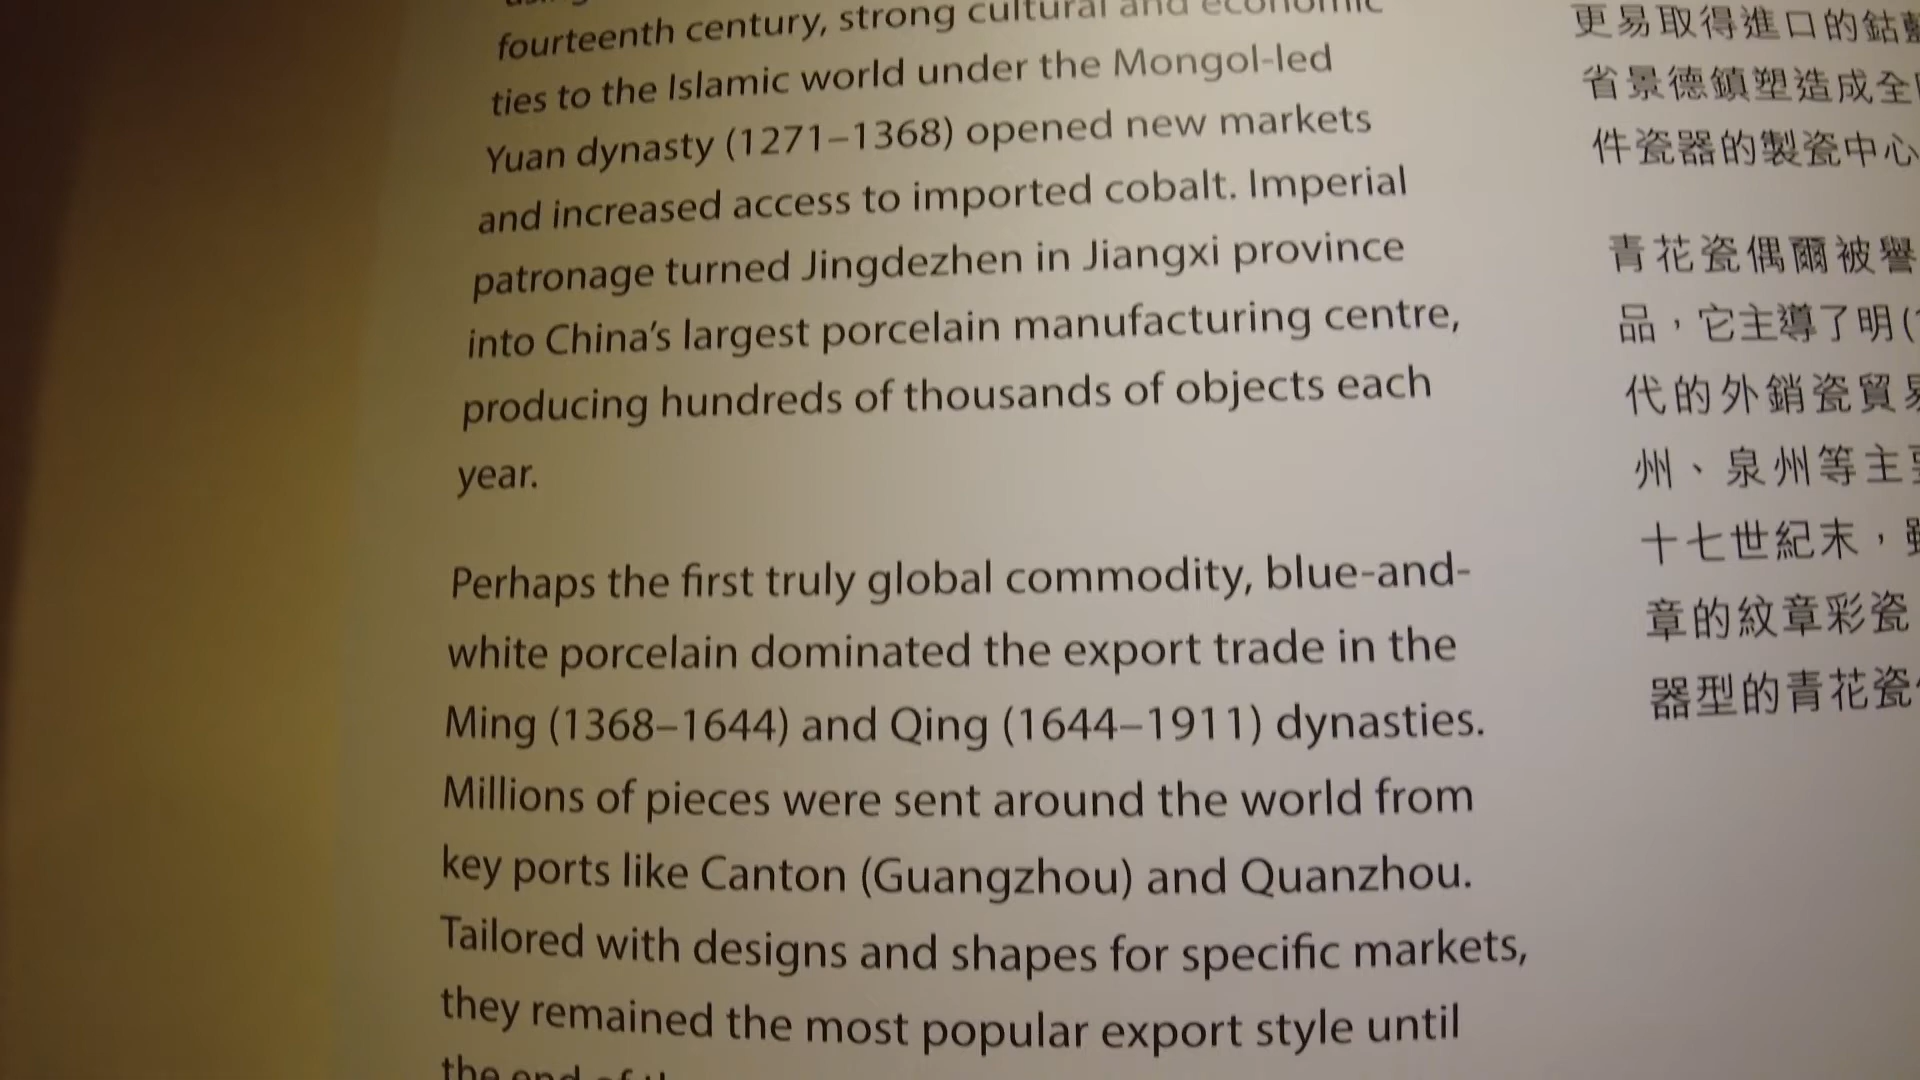 fourteenth century, strong cultural and economic
ties to the Islamic world under the Mongol-led
Yuan dynasty (1271–1368) opened new markets
and increased access to imported cobalt. Imperial
patronage turned Jingdezhen in Jiangxi province
into China's largest porcelain manufacturing centre,
producing hundreds of thousands of objects each
year.
Perhaps the first truly global commodity, blue-and-
white porcelain dominated the export trade in the
Ming (1368–1644) and Qing (1644–1911) dynasties.
Millions of pieces were sent around the world from
key ports like Canton (Guangzhou) and Quanzhou.
Tailored with designs and shapes for specific markets,
they remained the most popular export style until
the end of
更易取得進口的鈷
省景德鎮塑造成全
件瓷器的製瓷中心
青花瓷偶爾被譽
品，它主導了明(
代的外銷瓷貿
州、泉州等主
十七世紀末，
章的紋章彩瓷
器型的青花瓷